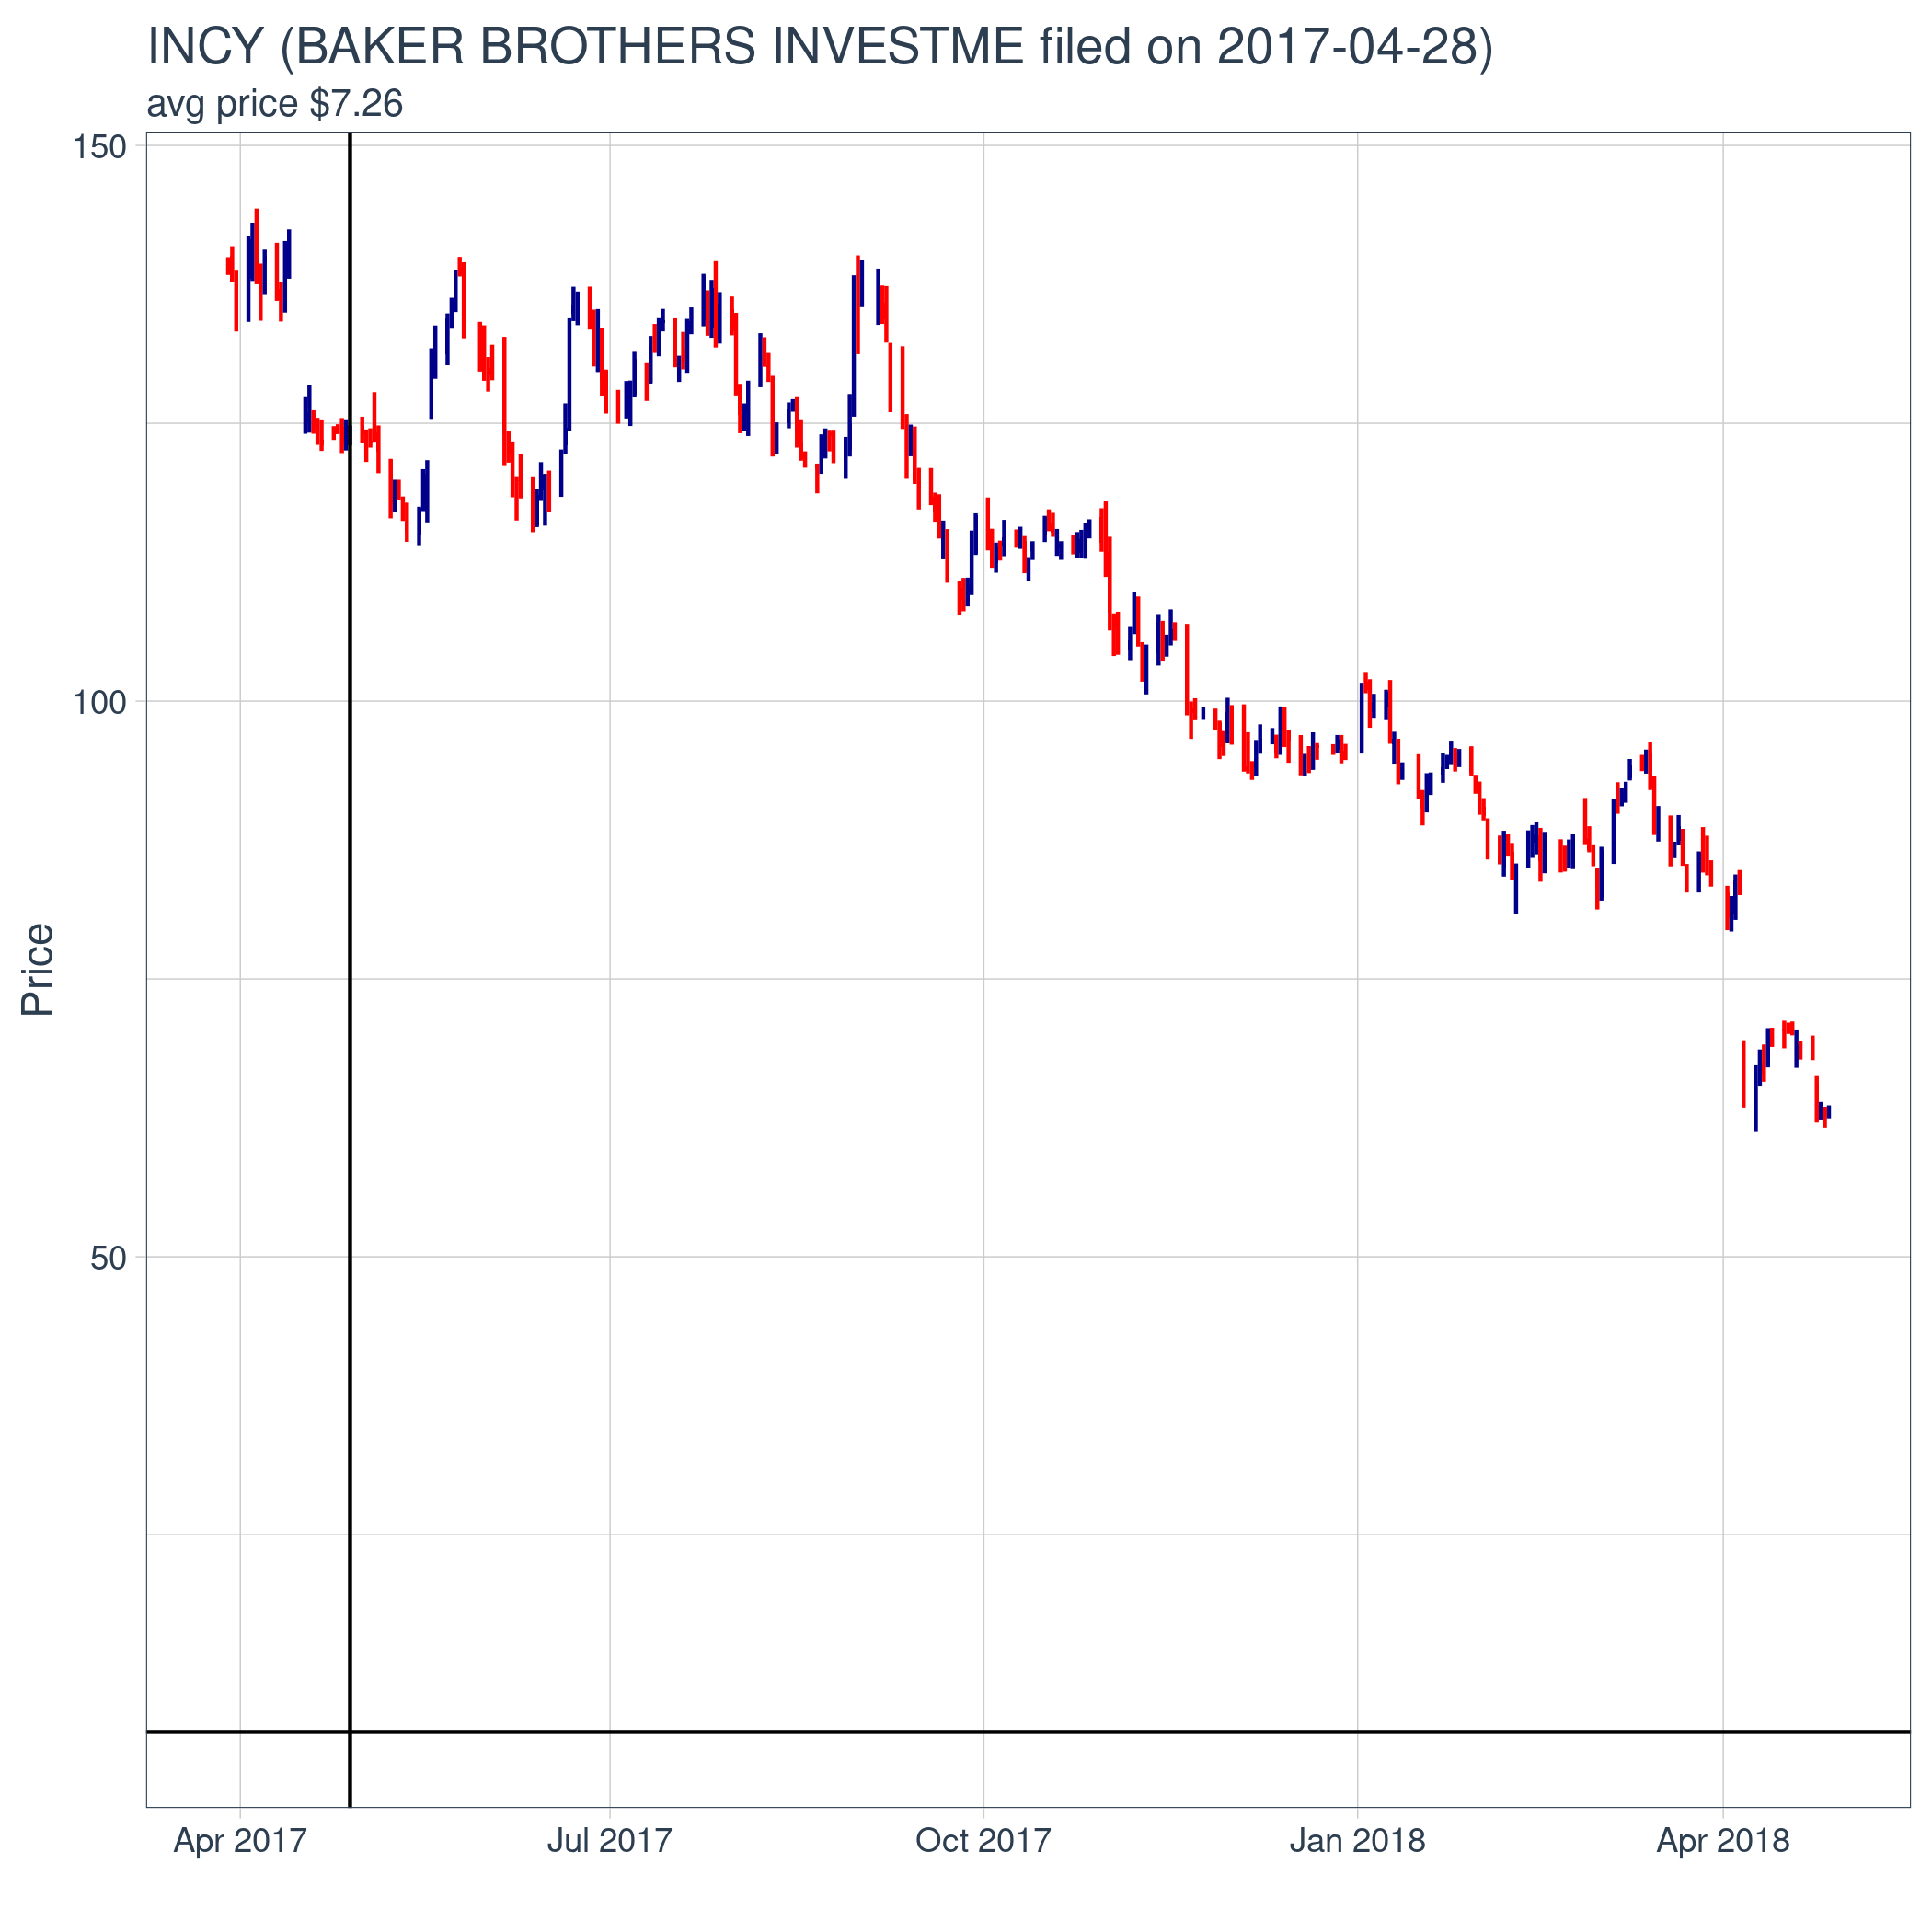 INCY (BAKER BROTHERS INVESTME filed on 2017-04-28)
avg price $7.26
150
100
50
Price
Apr 2017
Jul 2017
Oct 2017
Jan 2018
Apr 2018